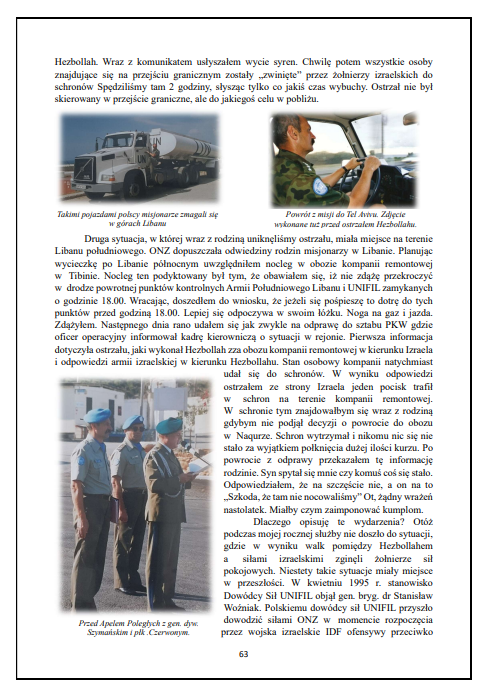 Hezbollah. Wraz z komunikatem usłyszałem wycie syren. Chwilę potem wszystkie osoby
znajdujące się na przejściu granicznym zostały „zwinięte” przez żołnierzy izraelskich do
schronów Spędziliśmy tam 2 godziny, słysząc tylko co jakiś czas wybuchy. Ostrzał nie był
skierowany w przejście graniczne, ale do jakiegoś celu w pobliżu.
UN
Takimi pojazdami polscy misjonarze zmagali się
w górach Libanu
Powrót z misji do Tel Avivu. Zdjęcie
wykonane tuż przed ostrzałem Hezbollahu.
Druga sytuacja, w której wraz z rodziną uniknęliśmy ostrzału, miała miejsce na terenie
Libanu południowego. ONZ dopuszczała odwiedziny rodzin misjonarzy w Libanie. Planując
wycieczkę po Libanie północnym uwzględniłem nocleg w obozie kompanii remontowej
w Tibinie. Nocleg ten podyktowany był tym, że obawiałem się, iż nie zdążę przekroczyć
w drodze powrotnej punktów kontrolnych Armii Południowego Libanu i UNIFIL zamykanych
o godzinie 18.00. Wracając, doszedłem do wniosku, że jeżeli się pośpieszę to dotrę do tych
punktów przed godziną 18.00. Lepiej się odpoczywa w swoim łóżku. Noga na gaz i jazda.
Zdążyłem. Następnego dnia rano udałem się jak zwykle na odprawę do sztabu PKW gdzie
oficer operacyjny informował kadrę kierowniczą o sytuacji w rejonie. Pierwsza informacja
dotyczyła ostrzału, jaki wykonał Hezbollah zza obozu kompanii remontowej w kierunku Izraela
i odpowiedzi armii izraelskiej w kierunku Hezbollahu. Stan osobowy kompanii natychmiast
udał się do schronów. W wyniku odpowiedzi
ostrzałem ze strony Izraela jeden pocisk trafił
w schron na terenie kompanii remontowej.
W schronie tym znajdowałbym się wraz z rodziną
gdybym nie podjął decyzji o powrocie do obozu
w Naqurze. Schron wytrzymał i nikomu nic się nie
stało za wyjątkiem połknięcia dużej ilości kurzu. Po
powrocie z odprawy przekazałem tę informację
rodzinie. Syn spytał się mnie czy komuś coś się stało.
Odpowiedziałem, że na szczęście nie, a on na to
„Szkoda, że tam nie nocowaliśmy” Ot, żądny wrażeń
nastolatek. Miałby czym zaimponować kumplom.
Dlaczego opisuję te wydarzenia? Otóż
podczas mojej rocznej służby nie doszło do sytuacji,
gdzie w wyniku walk pomiędzy Hezbollahem
a siłami izraelskimi zginęli żołnierze sił
pokojowych. Niestety takie sytuacje miały miejsce
w przeszłości. W kwietniu 1995 r. stanowisko
Dowódcy Sił UNIFIL objął gen. bryg. dr Stanisław
Woźniak. Polskiemu dowódcy sił UNIFIL przyszło
dowodzić siłami ONZ w momencie rozpoczęcia
przez wojska izraelskie IDF ofensywy przeciwko
Przed Apelem Poległych z gen. dyw.
Szymańskim i płk .Czerwonym.
63